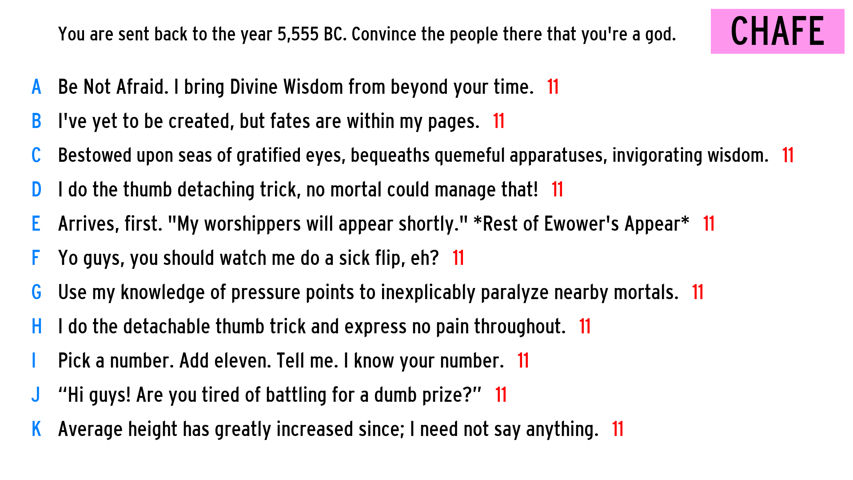 You are sent back to the year 5,555 BC. Convince the people there that you're a god.
CHAFE
A Be Not Afraid. I bring Divine Wisdom from beyond your time. 11
B I've yet to be created, but fates are within my pages. 11
C Bestowed upon seas of gratified eyes, bequeaths quemeful apparatuses, invigorating wisdom. 11
D I do the thumb detaching trick, no mortal could manage that! 11
E Arrives, first. "My worshippers will appear shortly." *Rest of Ewower's Appear* 11
F Yo guys, you should watch me do a sick flip, eh? 11
G Use my knowledge of pressure points to inexplicably paralyze nearby mortals. 11
H I do the detachable thumb trick and express no pain throughout. 11
I Pick a number. Add eleven. Tell me. I know your number. 11
J “Hi guys! Are you tired of battling for a dumb prize?” 11
K Average height has greatly increased since; I need not say anything. 11